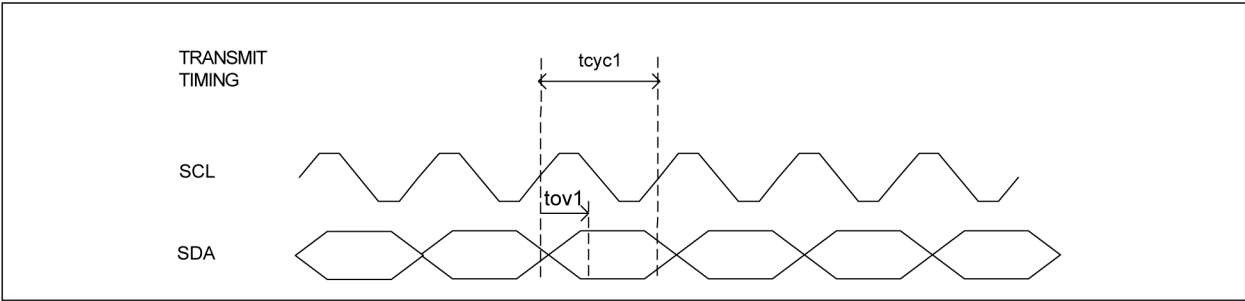 TRANSMIT
TIMING
tcyc1
SCL
tov1
SDA